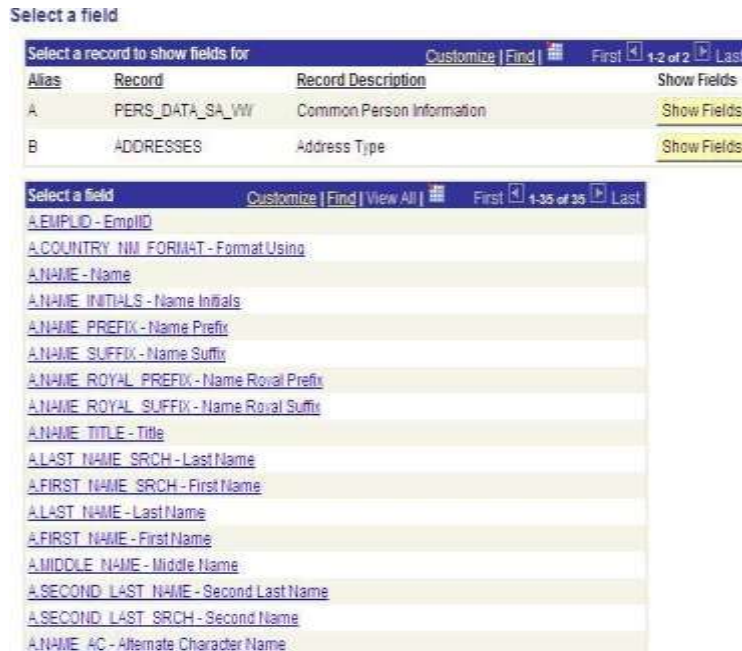 Select a field
Select a record to show fields for Customize | Find | First 1-2 of 2 Last
Alias Record Record Description Show Fields
A PERS_DATA_SA_VW Common Person Information Show Fields
B ADDRESSES Address Type Show Fields
Select a field Customize | Find | View All | First 1-35 of 35 Last
A.EMPLID - EmplID
A.COUNTRY_NM_FORMAT - Format Using
A.NAME - Name
A.NAME_INITIALS - Name Initials
A.NAME_PREFIX - Name Prefix
A.NAME_SUFFIX - Name Suffix
A.NAME_ROYAL_PREFIX - Name Royal Prefix
A.NAME_ROYAL_SUFFIX - Name Royal Suffix
A.NAME_TITLE - Title
A.LAST_NAME_SRCH - Last Name
A.FIRST_NAME_SRCH - First Name
A.LAST_NAME - Last Name
A.FIRST_NAME - First Name
A.MIDDLE_NAME - Middle Name
A.SECOND_LAST_NAME - Second Last Name
A.SECOND_LAST_SRCH - Second Name
A.NAME_AC - Alternate Character Name